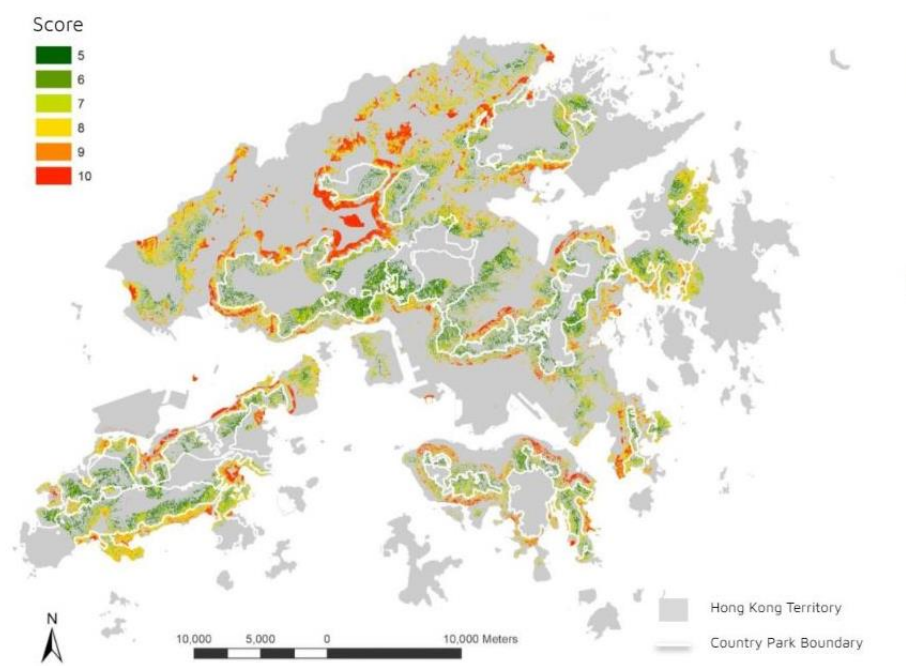 Score
5
6
7
8
9
10
N
10,000 5,000 0 10,000 Meters
Hong Kong Territory
Country Park Boundary